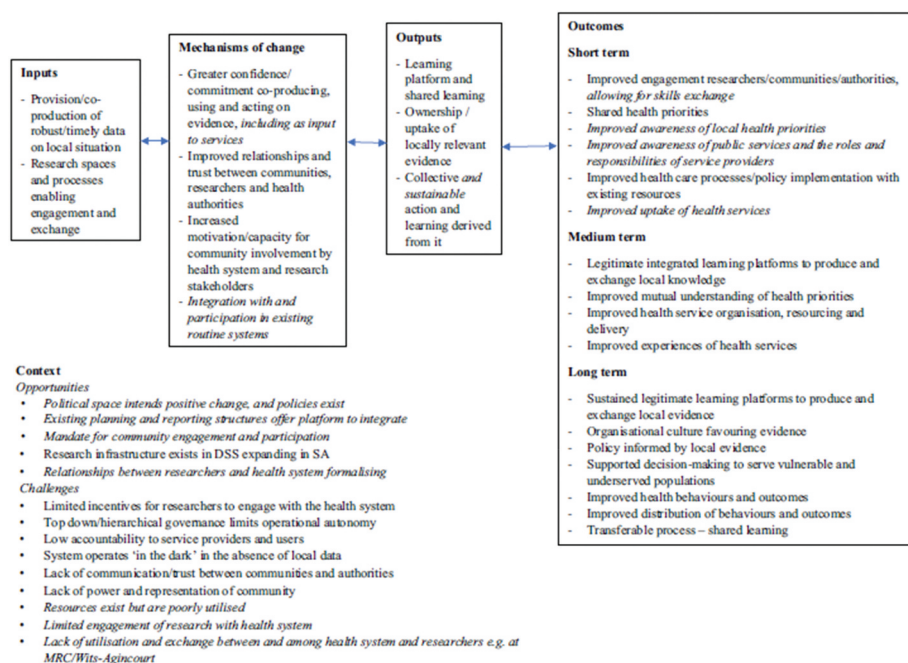 Inputs
- Provision/co-
production of
robust/timely data
on local situation
- Research spaces
and processes
enabling
engagement and
exchange
Mechanisms of change
- Greater confidence/
commitment co-producing,
using and acting on
evidence, including as input
to services
- Improved relationships and
trust between communities,
researchers and health
authorities
- Increased
motivation/capacity for
community involvement by
health system and research
stakeholders
- Integration with and
participation in existing
routine systems
Outputs
- Learning
platform and
shared learning
- Ownership /
uptake of
locally relevant
evidence
- Collective and
sustainable
action and
learning derived
from it
Outcomes
Short term
- Improved engagement researchers/communities/authorities,
allowing for skills exchange
- Shared health priorities
- Improved awareness of local health priorities
- Improved awareness of public services and the roles and
responsibilities of service providers
- Improved health care processes/policy implementation with
existing resources
- Improved uptake of health services
Medium term
- Legitimate integrated learning platforms to produce and
exchange local knowledge
- Improved mutual understanding of health priorities
- Improved health service organisation, resourcing and
delivery
- Improved experiences of health services
Long term
- Sustained legitimate learning platforms to produce and
exchange local evidence
- Organisational culture favouring evidence
- Policy informed by local evidence
- Supported decision-making to serve vulnerable and
underserved populations
- Improved health behaviours and outcomes
- Improved distribution of behaviours and outcomes
- Transferable process – shared learning
Context
Opportunities
• Political space intends positive change, and policies exist
• Existing planning and reporting structures offer platform to integrate
• Mandate for community engagement and participation
• Research infrastructure exists in DSS expanding in SA
• Relationships between researchers and health system formalising
Challenges
• Limited incentives for researchers to engage with the health system
• Top down/hierarchical governance limits operational autonomy
• Low accountability to service providers and users
• System operates ‘in the dark’ in the absence of local data
• Lack of communication/trust between communities and authorities
• Lack of power and representation of community
• Resources exist but are poorly utilised
• Limited engagement of research with health system
• Lack of utilisation and exchange between and among health system and researchers e.g. at
MRC/Wits-Agincourt